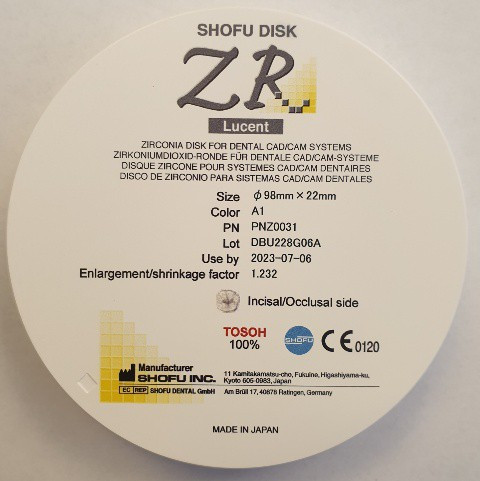 SHOFU DISK
ZR
Lucent
ZIRCONIA DISK FOR DENTAL CAD/CAM SYSTEMS
ZIRKONIUMDIOXID-RONDE FÜR DENTALE CAD/CAM-SYSTEME
DISQUE ZIRCONE POUR SYSTEMES CAD/CAM DENTAIRES
DISCO DE ZIRCONIO PARA SISTEMAS CAD/CAM DENTALES
Size ϕ98mm×22mm
Color A1
PN PNZ0031
Lot DBU228G06A
Use by 2023-07-06
Enlargement/shrinkage factor 1.232
Incisal/Occlusal side
TOSOH
100%
SHOFU
CE 0120
Manufacturer
SHOFU INC.
11 Kamitakamatsu-cho, Fukuine, Higashiyama-ku,
Kyoto 605-0983, Japan
EC REP SHOFU DENTAL GmbH Am Brüll 17, 40878 Ratingen, Germany
MADE IN JAPAN